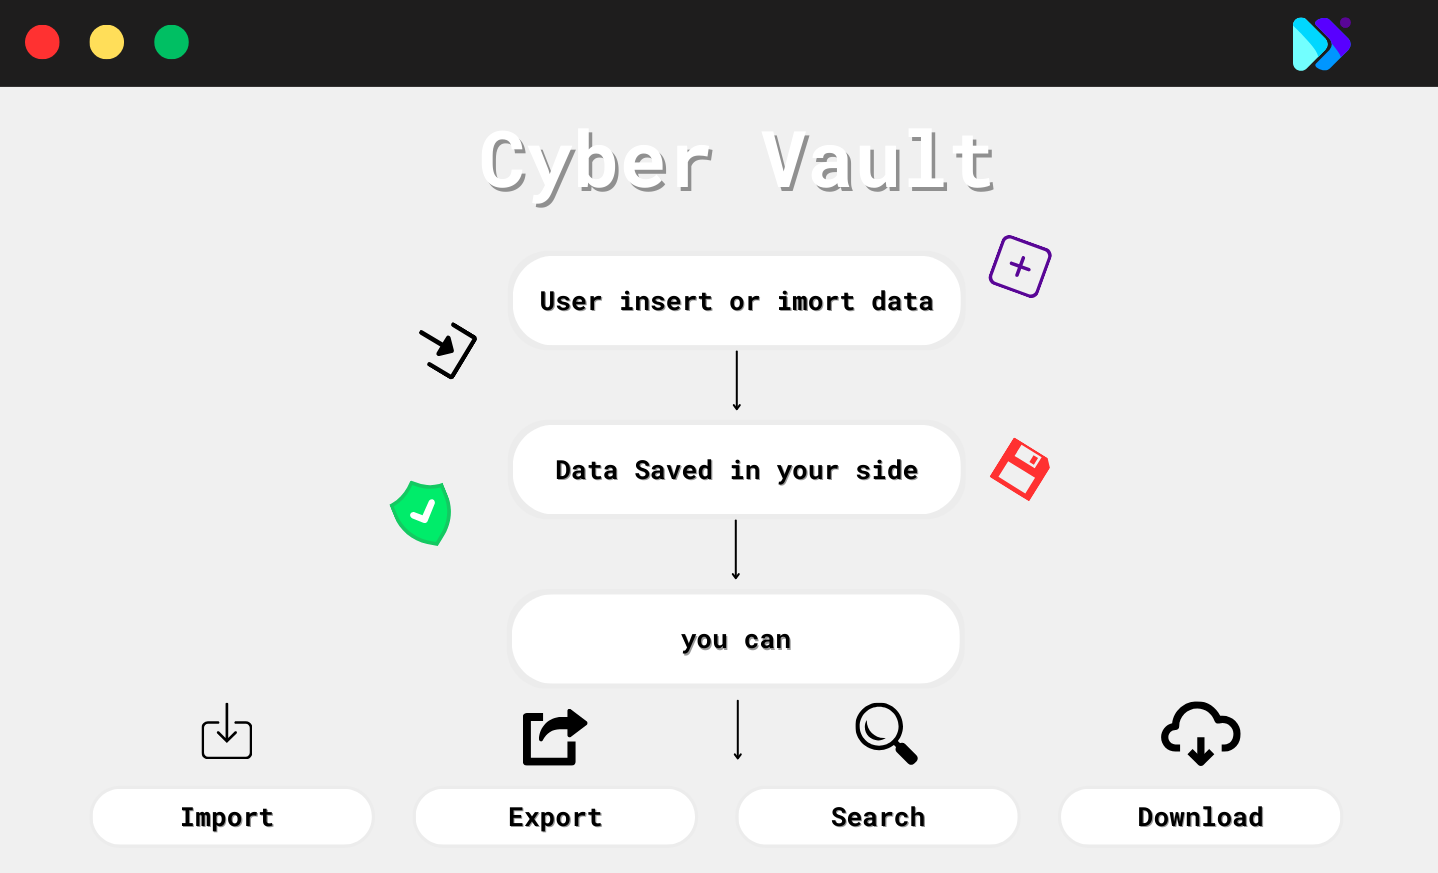 Cyber Vault
User insert or imort data
Data Saved in your side
you can
Import
Export
Search
Download